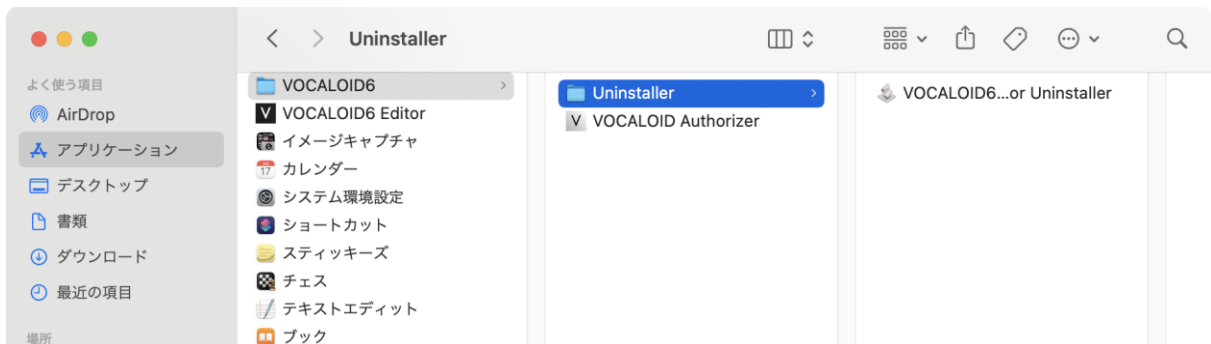 Uninstaller
よく使う項目
AirDrop
アプリケーション
デスクトップ
書類
ダウンロード
最近の項目
場所
VOCALOID6
VOCALOID6 Editor
イメージキャプチャ
17 カレンダー
システム環境設定
ショートカット
スティッキーズ
チェス
テキストエディット
ブック
Uninstaller
V VOCALOID Authorizer
VOCALOID6...or Uninstaller